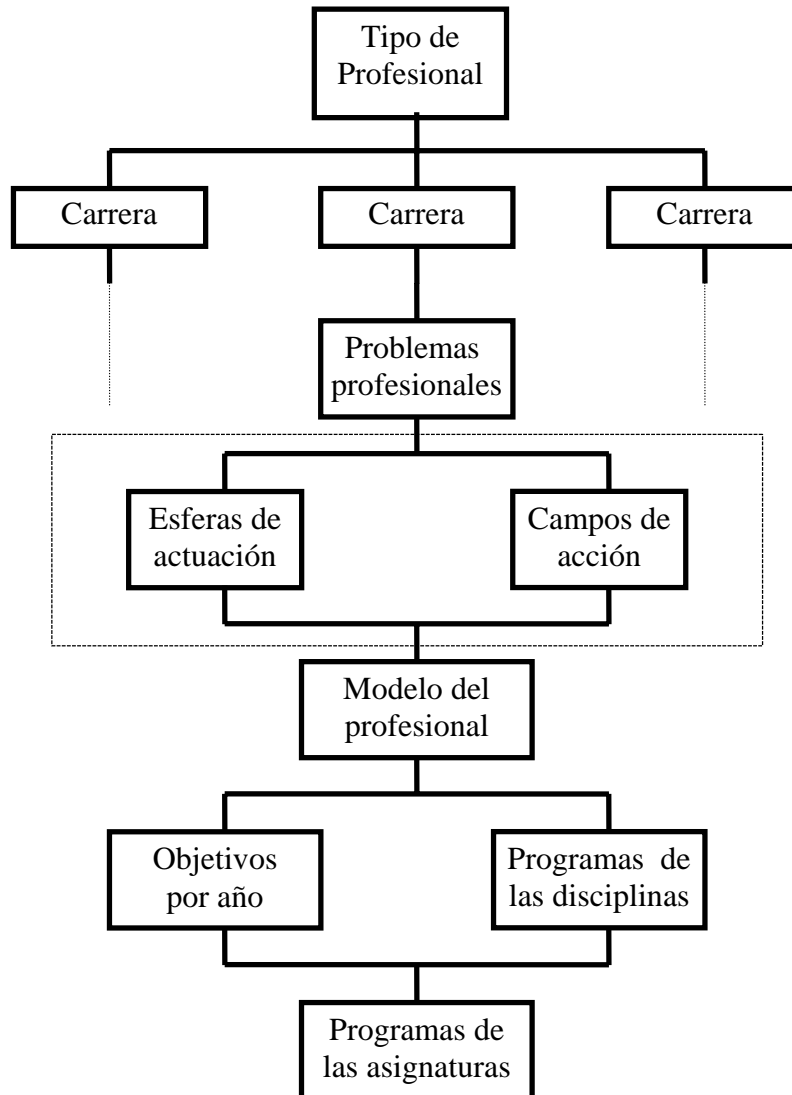 Tipo de
Profesional
Carrera
Carrera
Carrera
Problemas
profesionales
Esferas de
actuación
Campos de
acción
Modelo del
profesional
Objetivos
por año
Programas de
las disciplinas
Programas de
las asignaturas